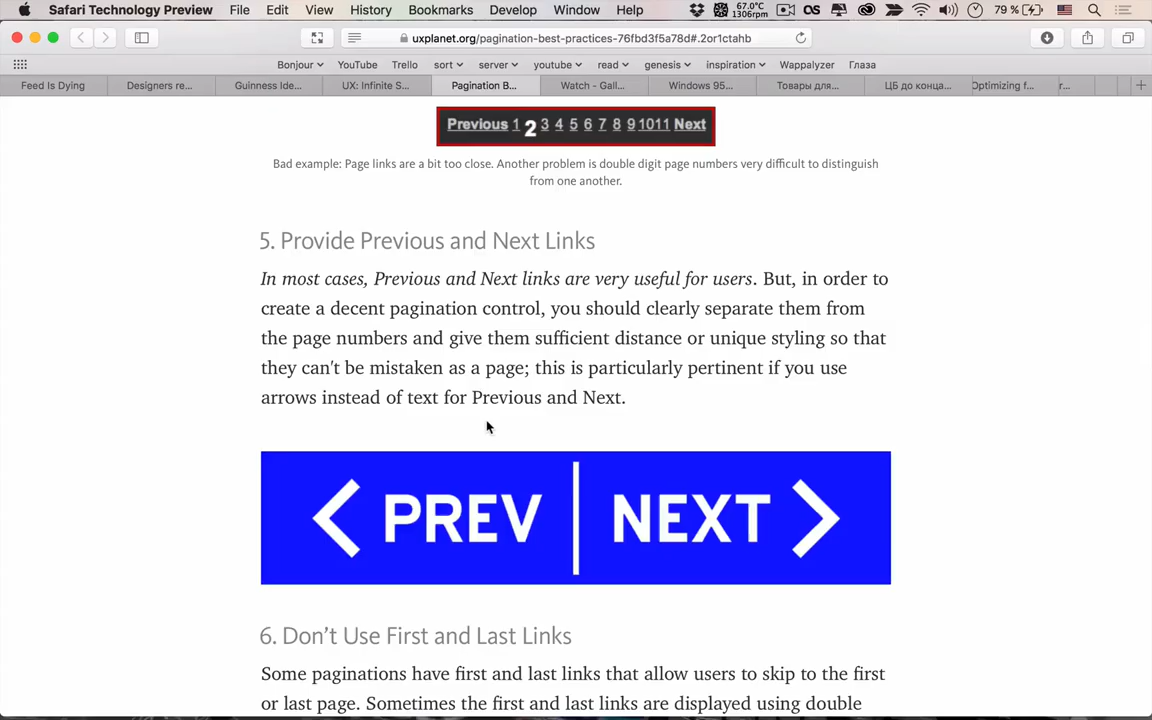 Safari Technology Preview File Edit View History Bookmarks Develop Window Help 67.0°C 1306rpm 79 %
uxplanet.org/pagination-best-practices-76fbd3f5a78d#.2or1ctahb
Bonjour YouTube Trello sort server youtube read genesis inspiration Wappalyzer Глаза
Feed Is Dying Designers re... Guinness Ide... UX: Infinite S... Pagination B... Watch - Gall... Windows 95... Товары для... ЦБ до конца... Optimizing f... r...
Previous 1 2 3 4 5 6 7 8 9 10 11 Next
Bad example: Page links are a bit too close. Another problem is double digit page numbers very difficult to distinguish
from one another.
5. Provide Previous and Next Links
In most cases, Previous and Next links are very useful for users. But, in order to
create a decent pagination control, you should clearly separate them from
the page numbers and give them sufficient distance or unique styling so that
they can't be mistaken as a page; this is particularly pertinent if you use
arrows instead of text for Previous and Next.
PREV NEXT
6. Don’t Use First and Last Links
Some paginations have first and last links that allow users to skip to the first
or last page. Sometimes the first and last links are displayed using double